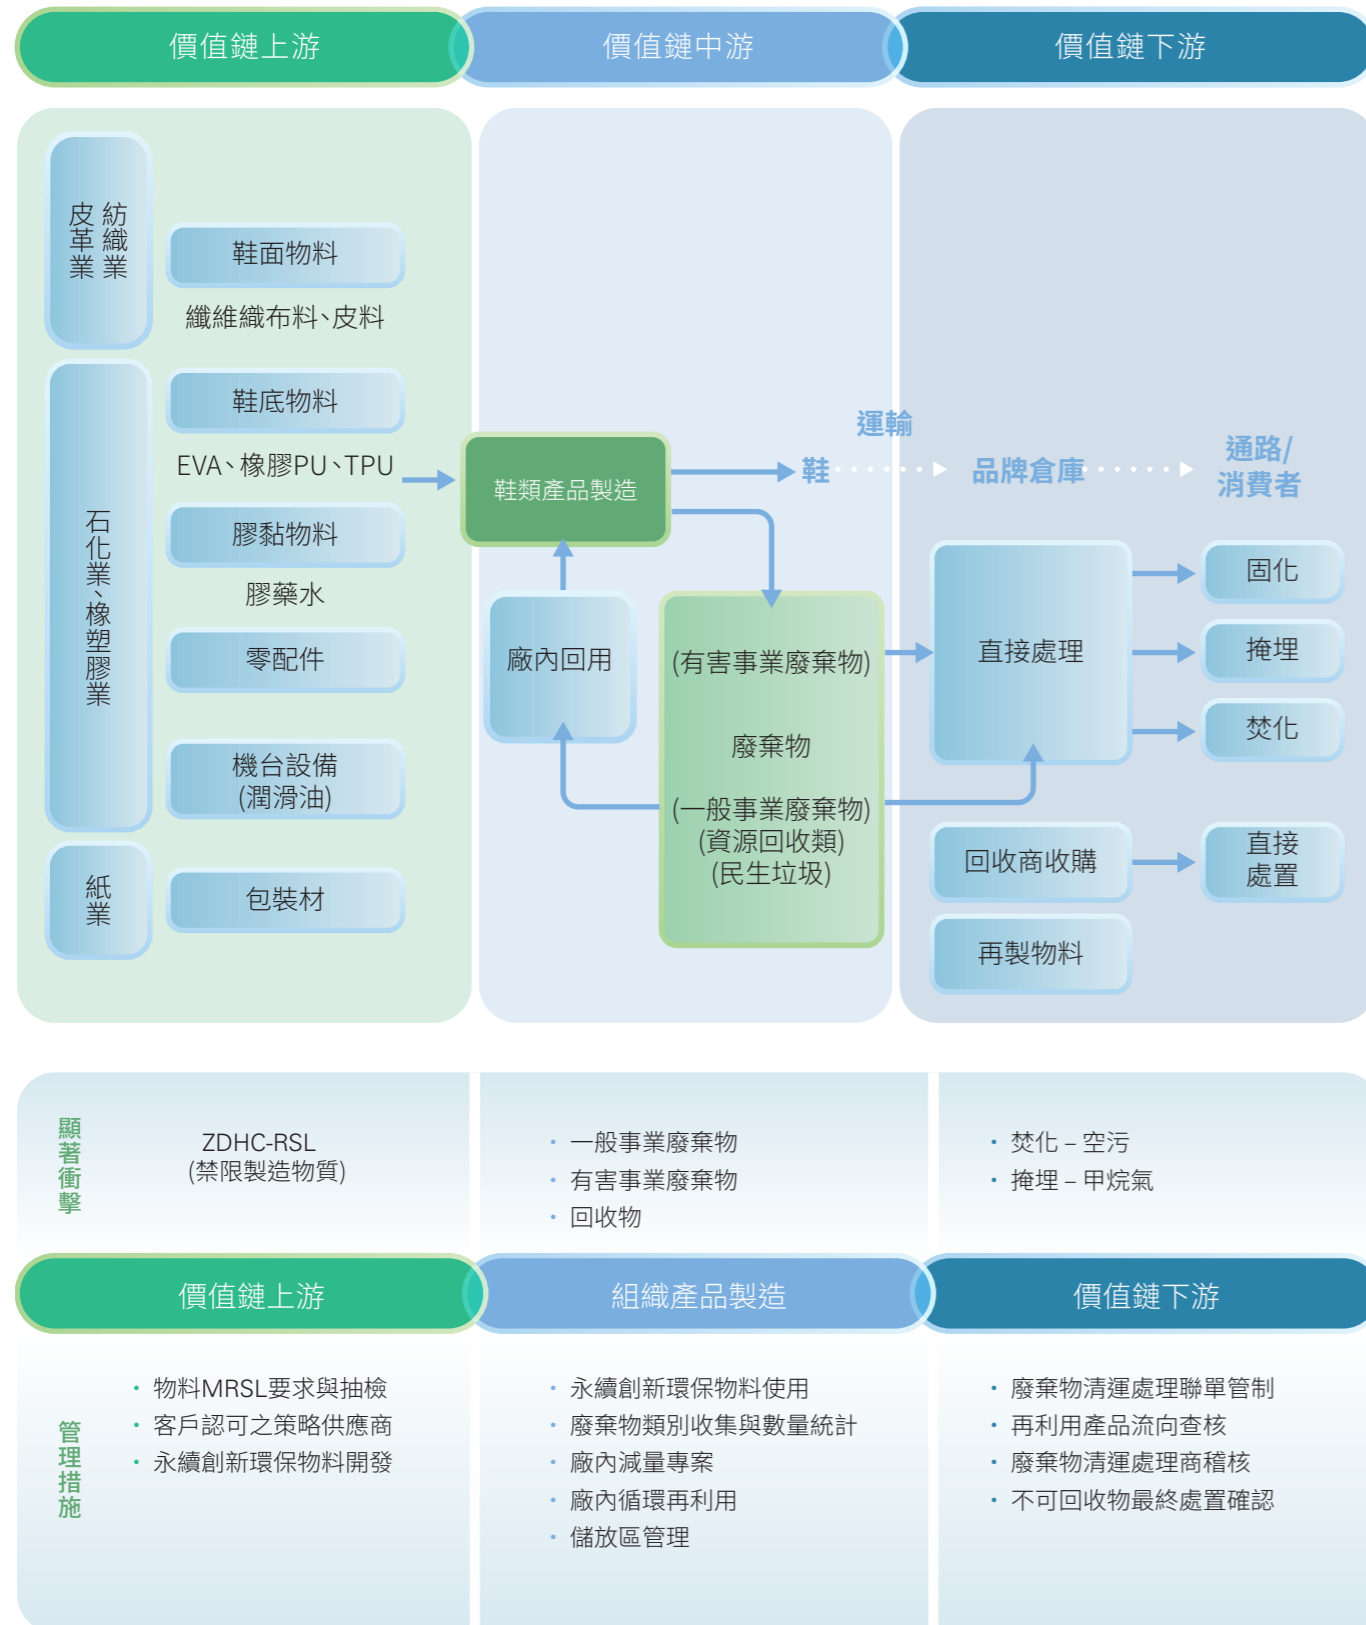 價值鏈上游
價值鏈中游
價值鏈下游
紡織業
皮革業
鞋面物料
纖維織布料、皮料
石化業、橡塑膠業
鞋底物料
EVA、橡膠PU、TPU
膠黏物料
膠藥水
零配件
機台設備
(潤滑油)
紙業
包裝材
鞋類產品製造
廠內回用
(有害事業廢棄物)
廢棄物
(一般事業廢棄物)
(資源回收類)
(民生垃圾)
鞋
運輸
品牌倉庫
通路/
消費者
直接處理
固化
掩埋
焚化
回收商收購
直接
處置
再製物料
顯著衝擊
ZDHC-RSL
(禁限製造物質)
・一般事業廢棄物
・有害事業廢棄物
・回收物
・焚化 – 空污
・掩埋 – 甲烷氣
價值鏈上游
組織產品製造
價值鏈下游
管理措施
・物料MRSL要求與抽檢
・客戶認可之策略供應商
・永續創新環保物料開發
・永續創新環保物料使用
・廢棄物類別收集與數量統計
・廠內減量專案
・廠內循環再利用
・儲放區管理
・廢棄物清運處理聯單管制
・再利用產品流向查核
・廢棄物清運處理商稽核
・不可回收物最終處置確認